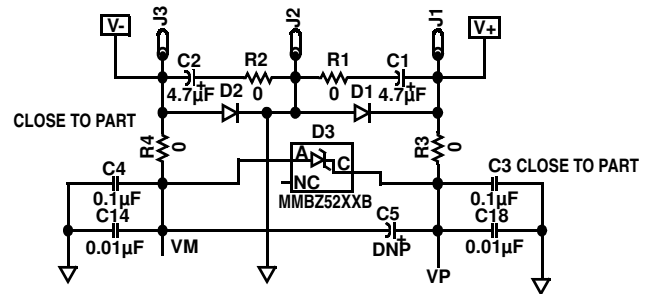 V-
J3
J2
J1
V+
C2
R2
R1
C1
4.7µF
0
0
4.7µF
D2
D1
CLOSE TO PART
R4
0
D3
A
C
NC
MMBZ52XXB
R3
0
C4
0.1µF
C14
0.01µF
VM
C5
DNP
VP
C3 CLOSE TO PART
0.1µF
C18
0.01µF
+
+
+